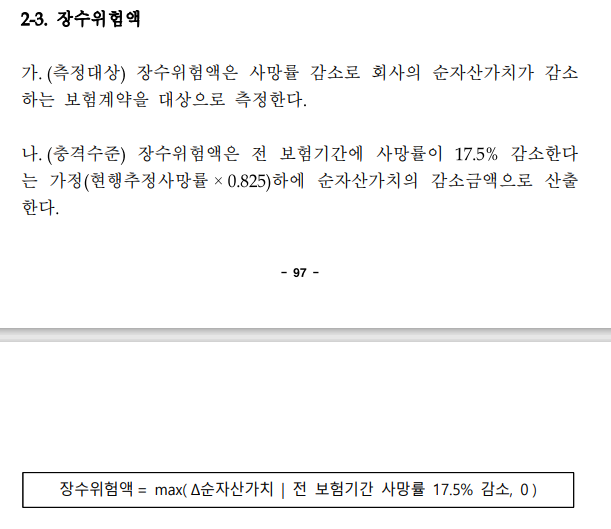 2-3. 장수위험액
가. (측정대상) 장수위험액은 사망률 감소로 회사의 순자산가치가 감소
하는 보험계약을 대상으로 측정한다.
나. (충격수준) 장수위험액은 전 보험기간에 사망률이 17.5% 감소한다
는 가정(현행추정사망률 × 0.825)하에 순자산가치의 감소금액으로 산출
한다.
- 97 -
장수위험액 = max( Δ순자산가치 | 전 보험기간 사망률 17.5% 감소, 0 )